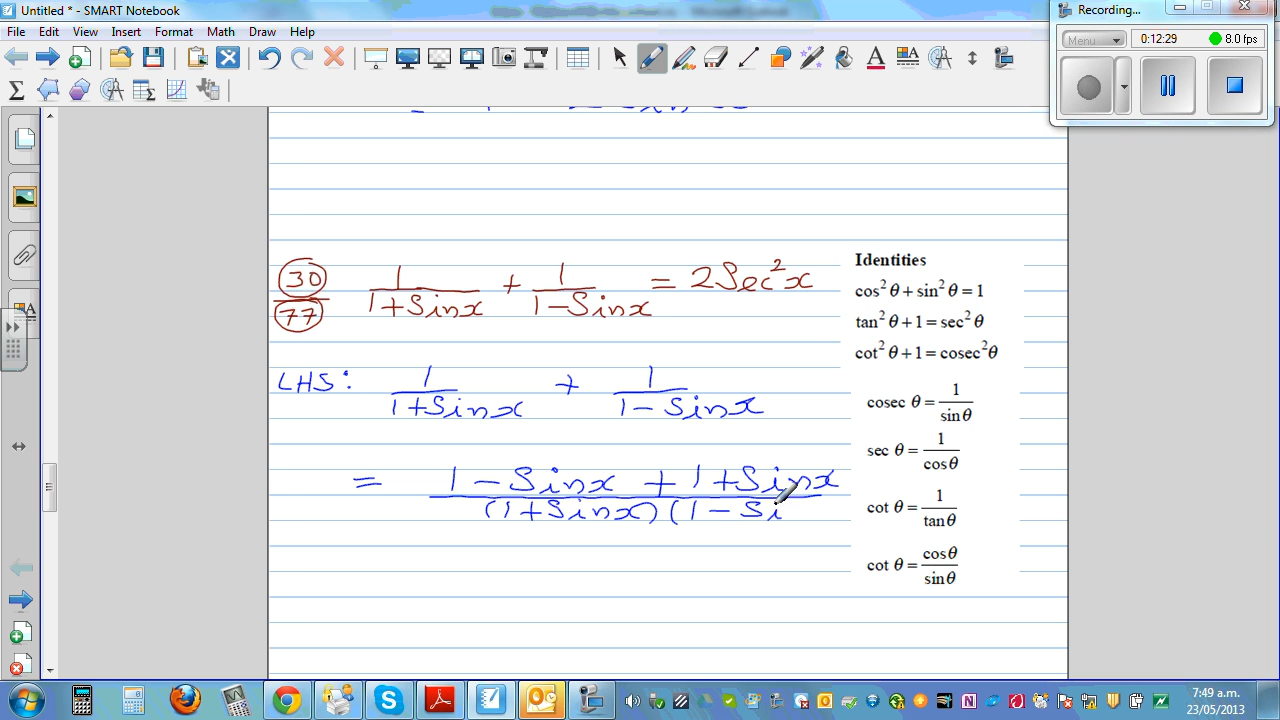 Untitled * - SMART Notebook
Recording...
File Edit View Insert Format Math Draw Help
Menu
0:12:29
8.0 fps
30
77
1/(1+Sinx) + 1/(1-Sinx) = 2Sec²x
LHS: 1/(1+Sinx) + 1/(1-Sinx)
= (1-Sinx + 1+Sinx)/((1+Sinx)(1-Si
Identities
cos²θ + sin²θ = 1
tan²θ + 1 = sec²θ
cot²θ + 1 = cosec²θ
cosec θ = 1/sinθ
sec θ = 1/cosθ
cot θ = 1/tanθ
cot θ = cosθ/sinθ
7:49 a.m.
23/05/2013